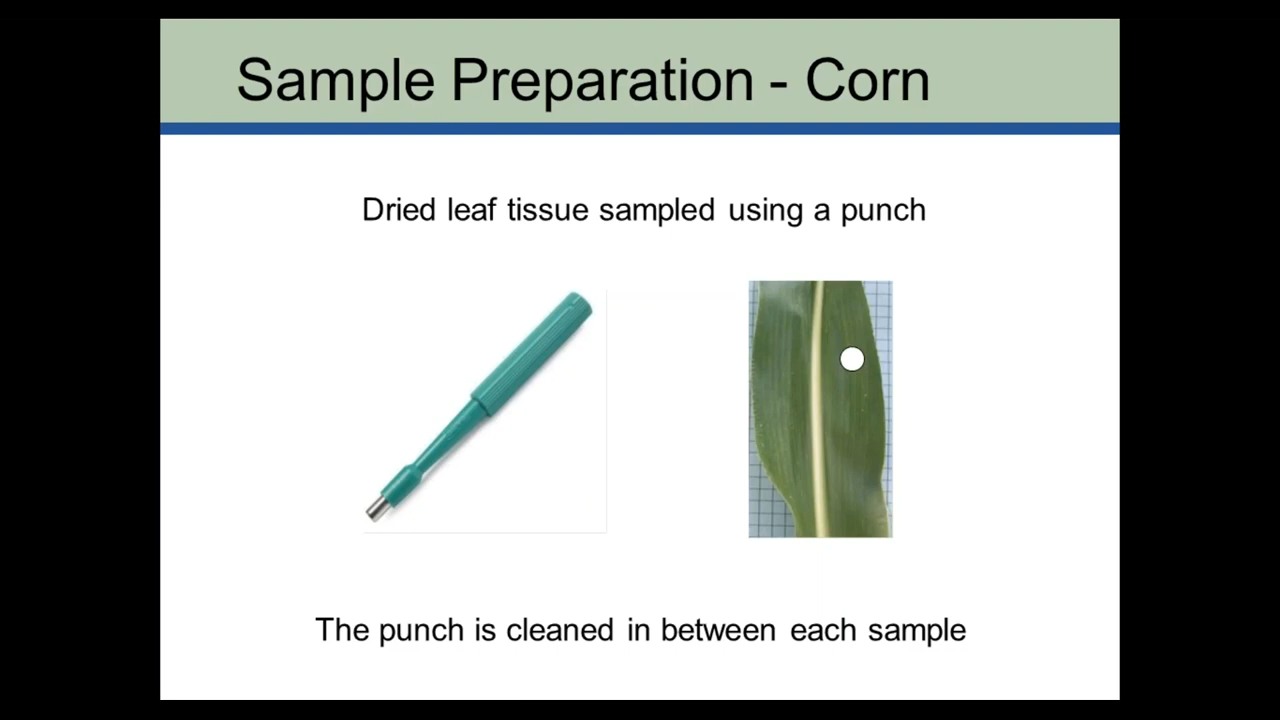 Sample Preparation - Corn
Dried leaf tissue sampled using a punch
The punch is cleaned in between each sample